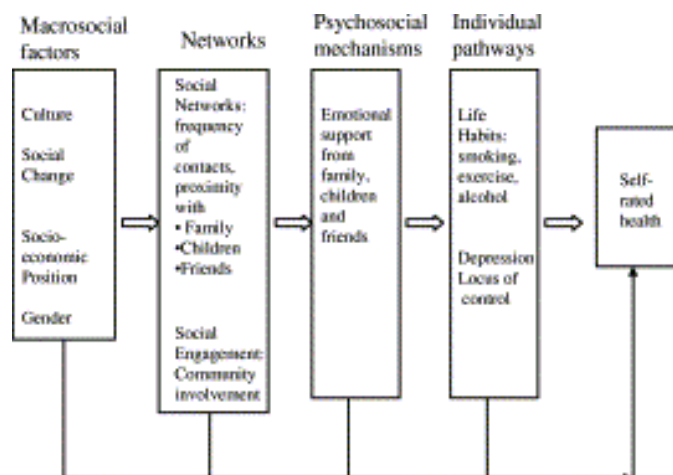 Macrosocial
factors
Culture
Social
Change
Socio-
economic
Position
Gender
Networks
Social
Networks:
frequency
of
contacts,
proximity
with
• Family
•Children
•Friends
Social
Engagement:
Community
involvement
Psychosocial
mechanisms
Emotional
support
from
family,
children
and
friends
Individual
pathways
Life
Habits:
smoking,
exercise,
alcohol
Depression
Locus of
control
Self-
rated
health